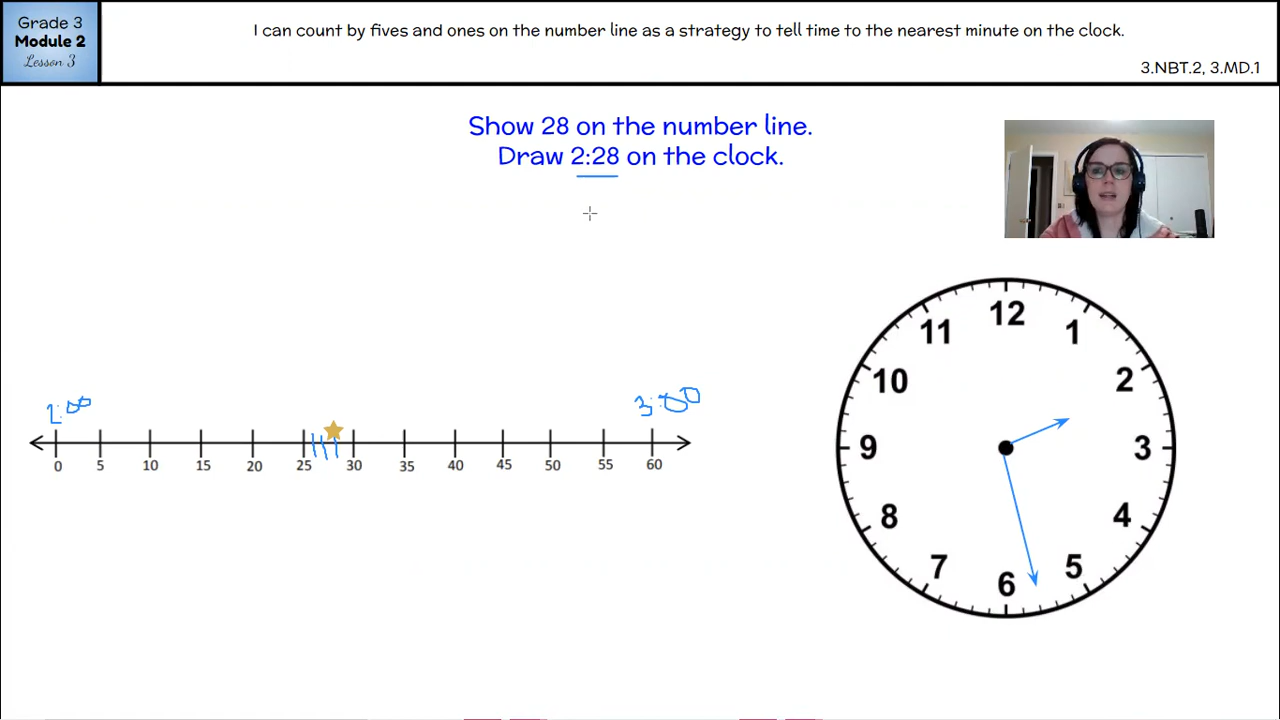 Grade 3
Module 2
Lesson 3
I can count by fives and ones on the number line as a strategy to tell time to the nearest minute on the clock.
3.NBT.2, 3.MD.1
Show 28 on the number line.
Draw 2:28 on the clock.
2:00 3:00
0 5 10 15 20 25 30 35 40 45 50 55 60
12
11 1
10 2
9 3
8 4
7 5
6